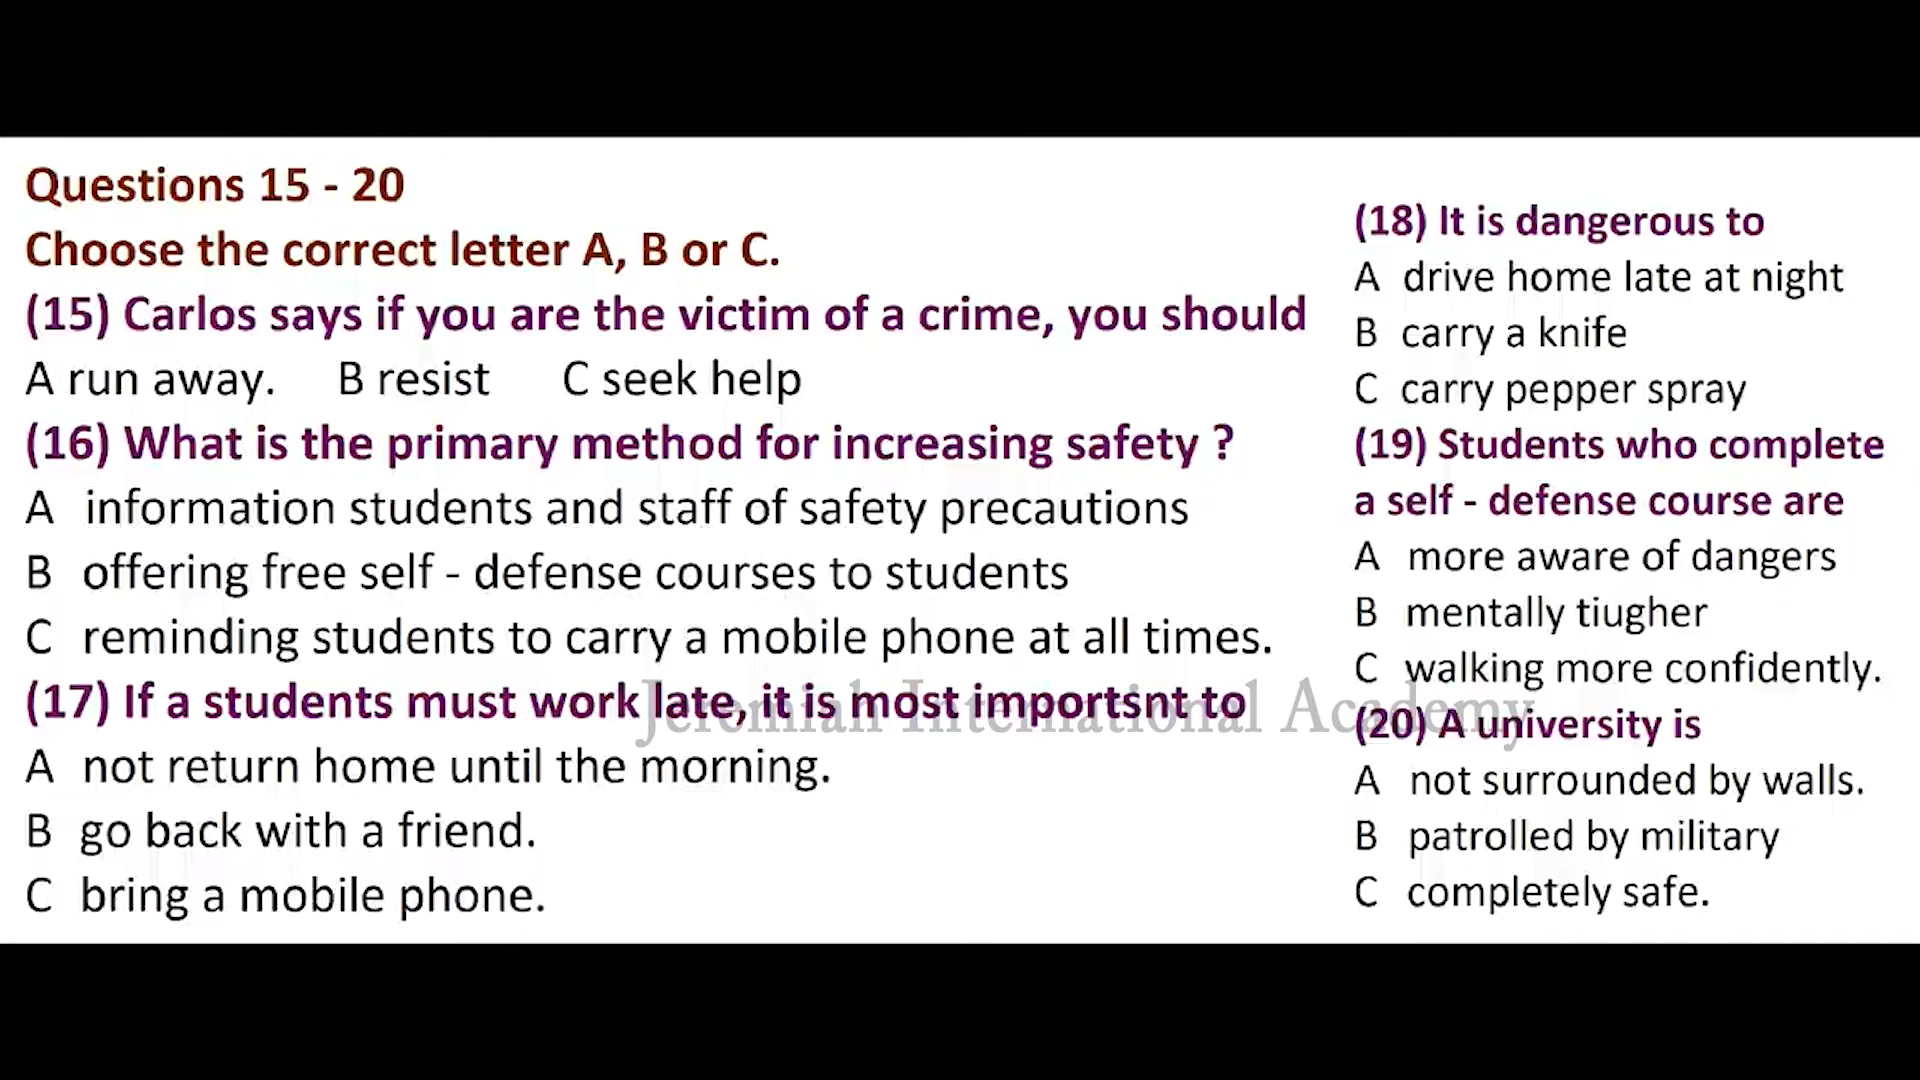 Questions 15 - 20
Choose the correct letter A, B or C.
(15) Carlos says if you are the victim of a crime, you should
A run away. B resist C seek help
(16) What is the primary method for increasing safety ?
A information students and staff of safety precautions
B offering free self - defense courses to students
C reminding students to carry a mobile phone at all times.
(17) If a students must work late, it is most importsnt to
A not return home until the morning.
B go back with a friend.
C bring a mobile phone.
(18) It is dangerous to
A drive home late at night
B carry a knife
C carry pepper spray
(19) Students who complete
a self - defense course are
A more aware of dangers
B mentally tiugher
C walking more confidently.
(20) A university is
A not surrounded by walls.
B patrolled by military
C completely safe.
Jeremiah International Academy